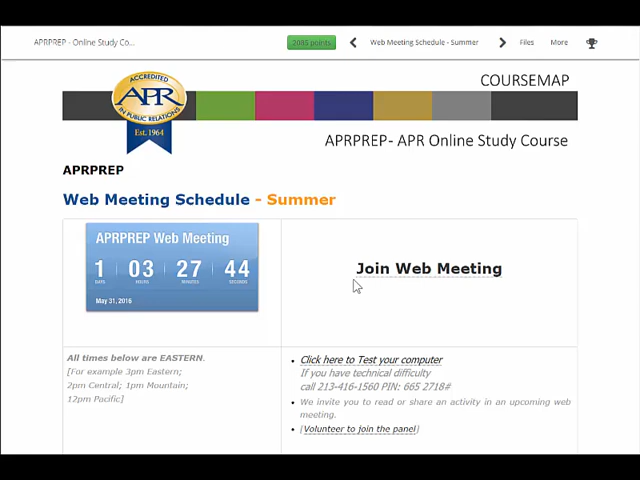 APRPREP - Online Study Co...
2085 points
Web Meeting Schedule - Summer
Files
More
COURSEMAP
ACCREDITED
APR
IN PUBLIC RELATIONS
Est. 1964
APRPREP- APR Online Study Course
APRPREP
Web Meeting Schedule - Summer
APRPREP Web Meeting
1 03 27 44
DAYS HOURS MINUTES SECONDS
May 31, 2016
Join Web Meeting
All times below are EASTERN.
[For example 3pm Eastern;
2pm Central; 1pm Mountain;
12pm Pacific]
Click here to Test your computer
If you have technical difficulty
call 213-416-1560 PIN: 665 2718#
We invite you to read or share an activity in an upcoming web
meeting.
[Volunteer to join the panel]